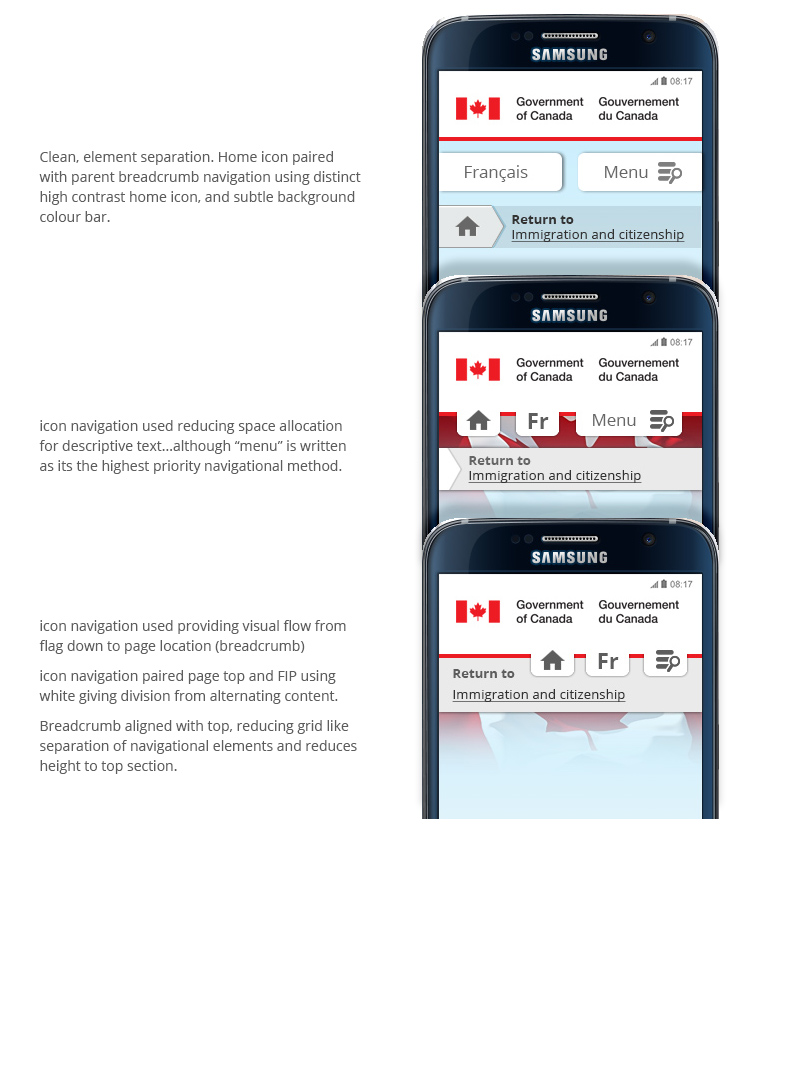 SAMSUNG
08:17
Government Gouvernement
of Canada du Canada
Clean, element separation. Home icon paired
with parent breadcrumb navigation using distinct
high contrast home icon, and subtle background
colour bar.
Français Menu
Return to
Immigration and citizenship
SAMSUNG
08:17
Government Gouvernement
of Canada du Canada
icon navigation used reducing space allocation
for descriptive text...although “menu” is written
as its the highest priority navigational method.
Fr Menu
Return to
Immigration and citizenship
SAMSUNG
08:17
Government Gouvernement
of Canada du Canada
icon navigation used providing visual flow from
flag down to page location (breadcrumb)
icon navigation paired page top and FIP using
white giving division from alternating content.
Breadcrumb aligned with top, reducing grid like
separation of navigational elements and reduces
height to top section.
Fr
Return to
Immigration and citizenship